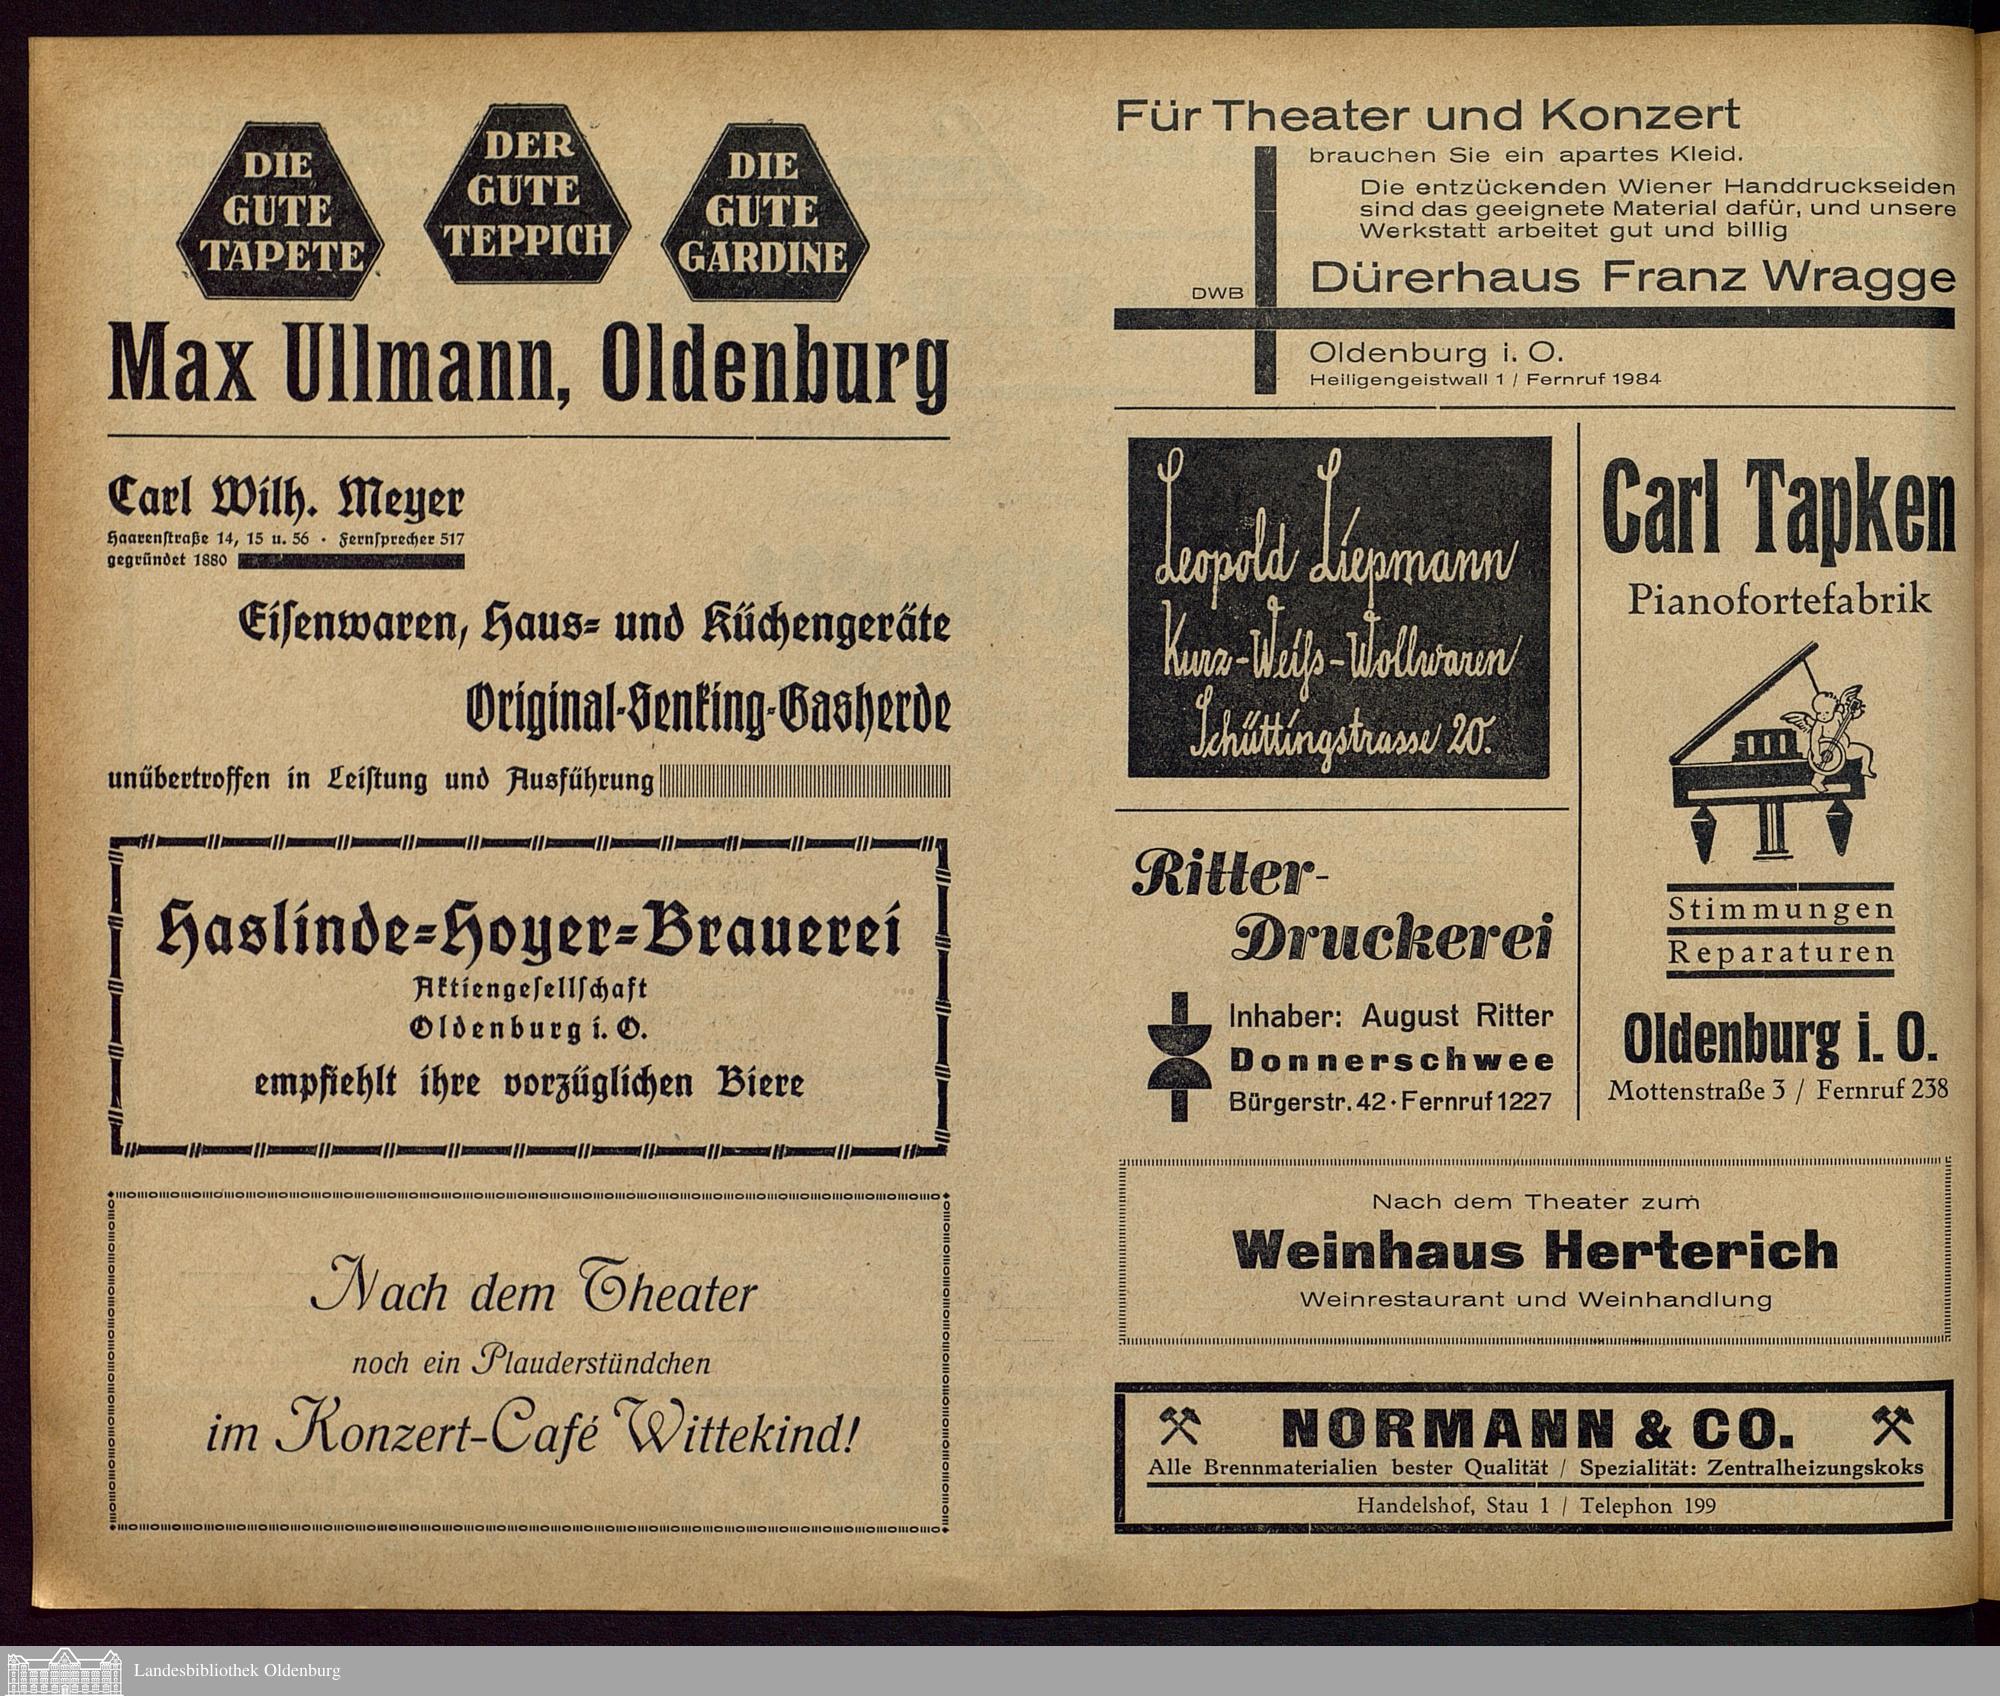 DIE
GUTE
TAPETE
DER
GUTE
TEPPICH
DIE
GUTE
GARDINE
Max Ullmann, Oldenburg
Carl Wilh. Meyer
Haarenstraße 14, 15 u. 56 · Fernsprecher 517
gegründet 1880
Eisenwaren, Haus- und Küchengeräte
Original-Senking-Gasherde
unübertroffen in Leistung und Ausführung
Haslinde-Hoyer-Brauerei
Aktiengesellschaft
Oldenburg i. O.
empfiehlt ihre vorzüglichen Biere
Nach dem Theater
noch ein Plauderstündchen
im Konzert-Café Wittekind!
Für Theater und Konzert
brauchen Sie ein apartes Kleid.
Die entzückenden Wiener Handdruckseiden
sind das geeignete Material dafür, und unsere
Werkstatt arbeitet gut und billig
DWB
Dürerhaus Franz Wragge
Oldenburg i. O.
Heiligengeistwall 1 / Fernruf 1984
Leopold Liepmann
Kurz-Weiß-Wollwaren
Schüttingstrasse 20.
Ritter-
Druckerei
Inhaber: August Ritter
Donnerschwee
Bürgerstr. 42 · Fernruf 1227
Carl Tapken
Pianofortefabrik
Stimmungen
Reparaturen
Oldenburg i. O.
Mottenstraße 3 / Fernruf 238
Nach dem Theater zum
Weinhaus Herterich
Weinrestaurant und Weinhandlung
NORMANN & CO.
Alle Brennmaterialien bester Qualität / Spezialität: Zentralheizungskoks
Handelshof, Stau 1 / Telephon 199
Landesbibliothek Oldenburg